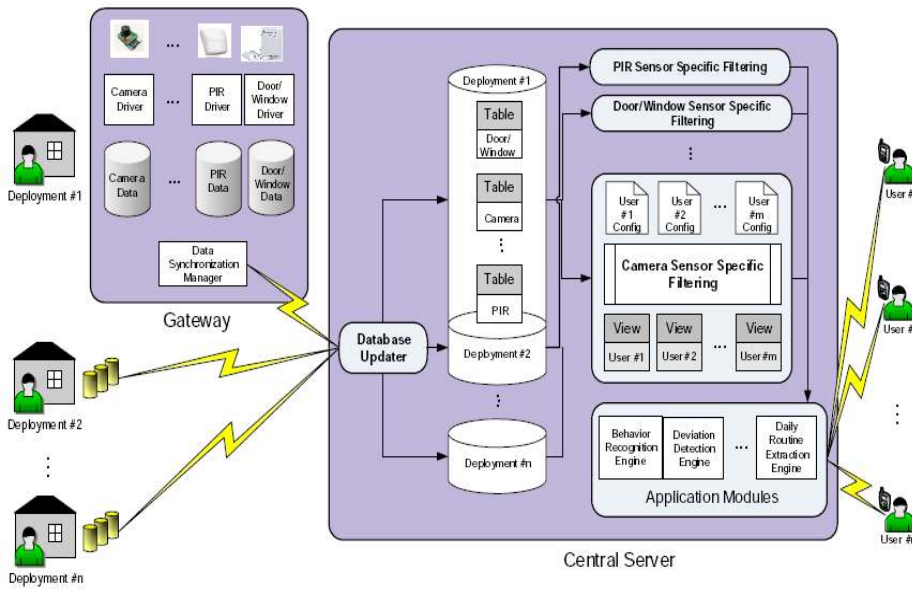 ...
Camera
Driver
...
PIR
Driver
Door/
Window
Driver
Camera
Data
...
PIR
Data
Door/
Window
Data
Data
Synchronization
Manager
Gateway
Deployment #1
Deployment #2
⋮
Deployment #n
Database
Updater
Deployment #1
Table
Door/
Window
Table
Camera
⋮
Table
PIR
Deployment #2
⋮
Deployment #n
PIR Sensor Specific Filtering
Door/Window Sensor Specific
Filtering
⋮
User
#1
Config
User
#2
Config
...
User
#m
Config
Camera Sensor Specific
Filtering
View
User #1
View
User #2
...
View
User#m
Behavior
Recognition
Engine
Deviation
Detection
Engine
...
Daily
Routine
Extraction
Engine
Application Modules
Central Server
User #
User #
⋮
User #